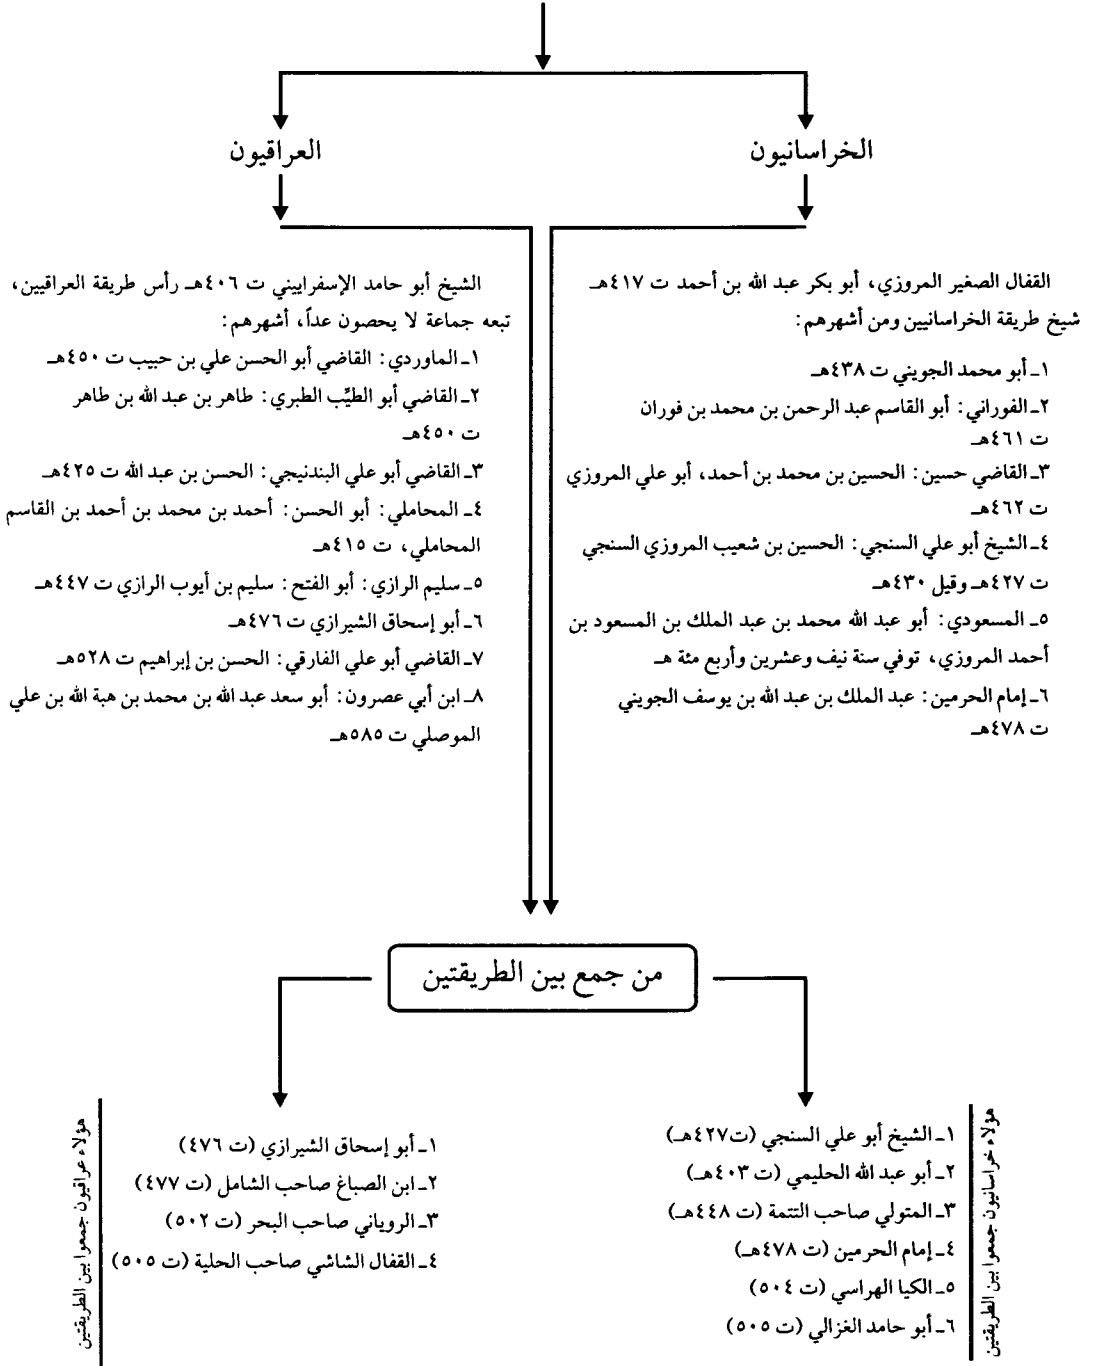 الخراسانيون
العراقيون
القفال الصغير المروزي، أبو بكر عبد الله بن أحمد ت ٤١٧هـ
شيخ طريقة الخراسانيين ومن أشهرهم:
١ـ أبو محمد الجويني ت ٤٣٨هـ
٢ـ الفوراني: أبو القاسم عبد الرحمن بن محمد بن فوران
ت ٤٦١هـ
٣ـ القاضي حسين: الحسين بن محمد بن أحمد، أبو علي المروزي
ت ٤٦٢هـ
٤ـ الشيخ أبو علي السنجي: الحسين بن شعيب المروزي السنجي
ت ٤٢٧هـ وقيل ٤٣٠هـ
٥ـ المسعودي: أبو عبد الله محمد بن عبد الملك بن المسعود بن
أحمد المروزي، توفي سنة نيف وعشرين وأربع مئة هـ
٦ـ إمام الحرمين: عبد الملك بن عبد الله بن يوسف الجويني
ت ٤٧٨هـ
الشيخ أبو حامد الإسفراييني ت ٤٠٦هـ رأس طريقة العراقيين،
تبعه جماعة لا يحصون عداً، أشهرهم:
١ـ الماوردي: القاضي أبو الحسن علي بن حبيب ت ٤٥٠هـ
٢ـ القاضي أبو الطيِّب الطبري: طاهر بن عبد الله بن طاهر
ت ٤٥٠هـ
٣ـ القاضي أبو علي البندنيجي: الحسن بن عبد الله ت ٤٢٥هـ
٤ـ المحاملي: أبو الحسن: أحمد بن محمد بن أحمد بن القاسم
المحاملي، ت ٤١٥هـ
٥ـ سليم الرازي: أبو الفتح: سليم بن أيوب الرازي ت ٤٤٧هـ
٦ـ أبو إسحاق الشيرازي ت ٤٧٦هـ
٧ـ القاضي أبو علي الفارقي: الحسن بن إبراهيم ت ٥٢٨هـ
٨ـ ابن أبي عصرون: أبو سعد عبد الله بن محمد بن هبة الله بن علي
الموصلي ت ٥٨٥هـ
من جمع بين الطريقتين
هؤلاء خراسانيون جمعوا بين الطريقتين
١ـ الشيخ أبو علي السنجي (ت٤٢٧هـ)
٢ـ أبو عبد الله الحليمي (ت ٤٠٣هـ)
٣ـ المتولي صاحب التتمة (ت ٤٤٨هـ)
٤ـ إمام الحرمين (ت ٤٧٨هـ)
٥ـ الكيا الهراسي (ت ٥٠٤)
٦ـ أبو حامد الغزالي (ت ٥٠٥)
١ـ أبو إسحاق الشيرازي (ت ٤٧٦)
٢ـ ابن الصباغ صاحب الشامل (ت ٤٧٧)
٣ـ الروياني صاحب البحر (ت ٥٠٢)
٤ـ القفال الشاشي صاحب الحلية (ت ٥٠٥)
هؤلاء عراقيون جمعوا بين الطريقتين